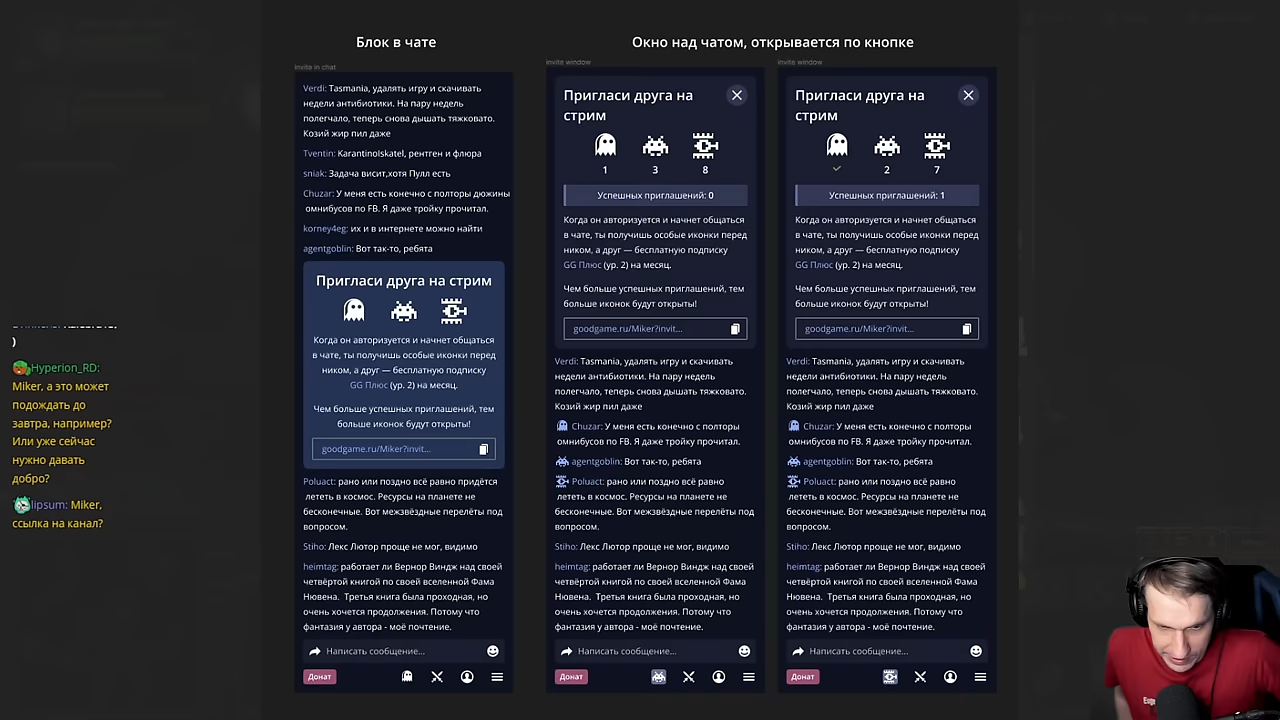 Блок в чате
Окно над чатом, открывается по кнопке
invite in chat
Verdi: Tasmania, удалять игру и скачивать
недели антибиотики. На пару недель
полегчало, теперь снова дышать тяжковато.
Козий жир пил даже
Tventin: KarantinoIskatel, рентген и флюра
sniak: Задача висит,хотя Пулл есть
Chuzar: У меня есть конечно с полторы дюжины
омнибусов по FB. Я даже тройку прочитал.
korney4eg: их и в интернете можно найти
agentgoblin: Вот так-то, ребята
Пригласи друга на стрим
Когда он авторизуется и начнет общаться
в чате, ты получишь особые иконки перед
ником, а друг — бесплатную подписку
GG Плюс (ур. 2) на месяц.
Чем больше успешных приглашений, тем
больше иконок будут открыты!
goodgame.ru/Miker?invit...
Poluact: рано или поздно всё равно придётся
лететь в космос. Ресурсы на планете не
бесконечные. Вот межзвёздные перелёты под
вопросом.
Stiho: Лекс Лютор проще не мог, видимо
heimtag: работает ли Вернор Виндж над своей
четвёртой книгой по своей вселенной Фама
Нювена. Третья книга была проходная, но
очень хочется продолжения. Потому что
фантазия у автора - моё почтение.
Написать сообщение...
Донат
invite window
Пригласи друга на
стрим
1 3 8
Успешных приглашений: 0
Когда он авторизуется и начнет общаться
в чате, ты получишь особые иконки перед
ником, а друг — бесплатную подписку
GG Плюс (ур. 2) на месяц.
Чем больше успешных приглашений, тем
больше иконок будут открыты!
goodgame.ru/Miker?invit...
Verdi: Tasmania, удалять игру и скачивать
недели антибиотики. На пару недель
полегчало, теперь снова дышать тяжковато.
Козий жир пил даже
Chuzar: У меня есть конечно с полторы
омнибусов по FB. Я даже тройку прочитал.
agentgoblin: Вот так-то, ребята
Poluact: рано или поздно всё равно
лететь в космос. Ресурсы на планете не
бесконечные. Вот межзвёздные перелёты под
вопросом.
Stiho: Лекс Лютор проще не мог, видимо
heimtag: работает ли Вернор Виндж над своей
четвёртой книгой по своей вселенной Фама
Нювена. Третья книга была проходная, но
очень хочется продолжения. Потому что
фантазия у автора - моё почтение.
Написать сообщение...
Донат
invite window
Пригласи друга на
стрим
2 7
Успешных приглашений: 1
Когда он авторизуется и начнет общаться
в чате, ты получишь особые иконки перед
ником, а друг — бесплатную подписку
GG Плюс (ур. 2) на месяц.
Чем больше успешных приглашений, тем
больше иконок будут открыты!
goodgame.ru/Miker?invit...
Verdi: Tasmania, удалять игру и скачивать
недели антибиотики. На пару недель
полегчало, теперь снова дышать тяжковато.
Козий жир пил даже
Chuzar: У меня есть конечно с полторы
омнибусов по FB. Я даже тройку прочитал.
agentgoblin: Вот так-то, ребята
Poluact: рано или поздно всё равно
лететь в космос. Ресурсы на планете не
бесконечные. Вот межзвёздные перелёты под
вопросом.
Stiho: Лекс Лютор проще не мог, видимо
heimtag: работает ли Вернор Виндж над своей
четвёртой книгой по своей вселенной Фама
Нювена. Третья книга была проходная, но
очень хочется продолжения. Потому что
фантазия у автора - моё почтение.
Написать сообщение...
Донат
)
Hyperion_RD:
Miker, а это может
подождать до
завтра, например?
Или уже сейчас
нужно давать
добро?
lipsum: Miker,
ссылка на канал?